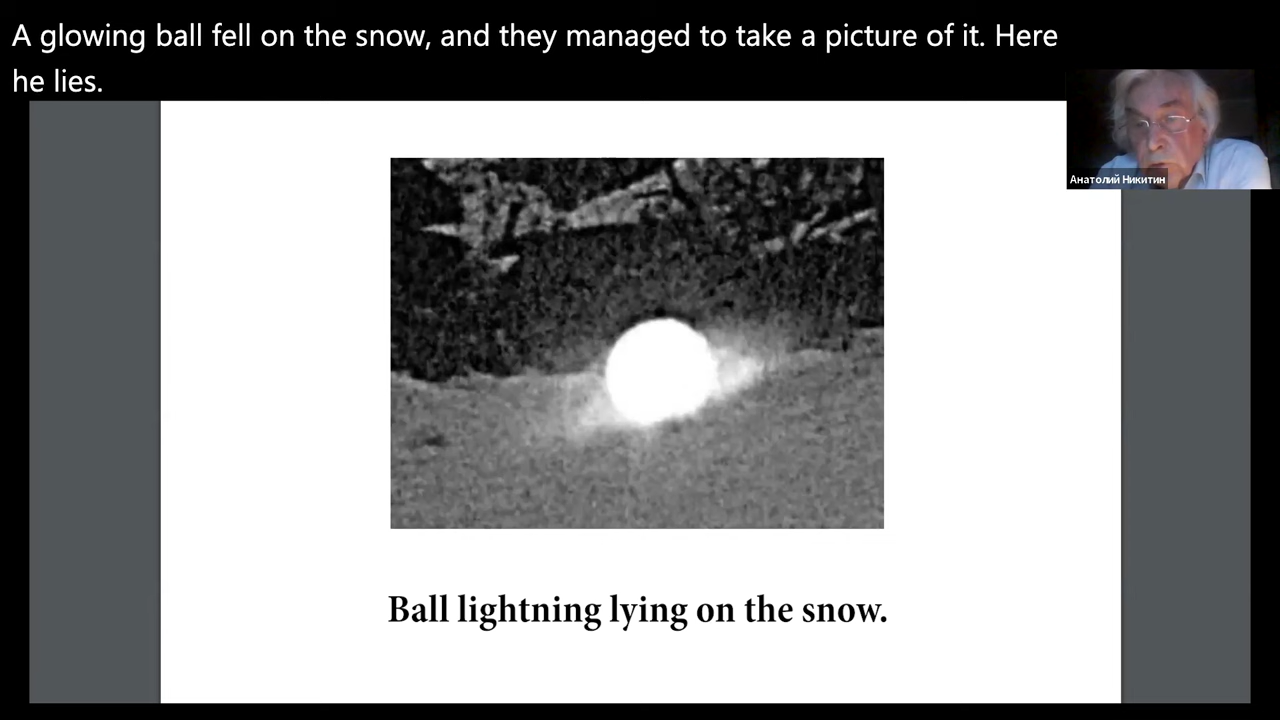 A glowing ball fell on the snow, and they managed to take a picture of it. Here
he lies.
Анатолий Никитин
Ball lightning lying on the snow.